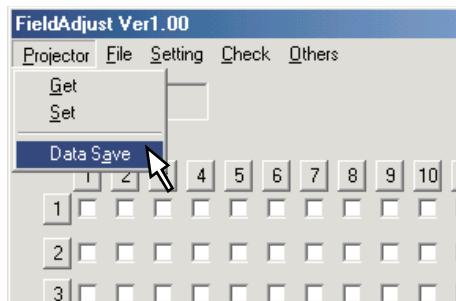 FieldAdjust Ver1.00
Projector File Setting Check Others
Get
Set
Data Save
1 2 3 4 5 6 7 8 9 10
1
2
3